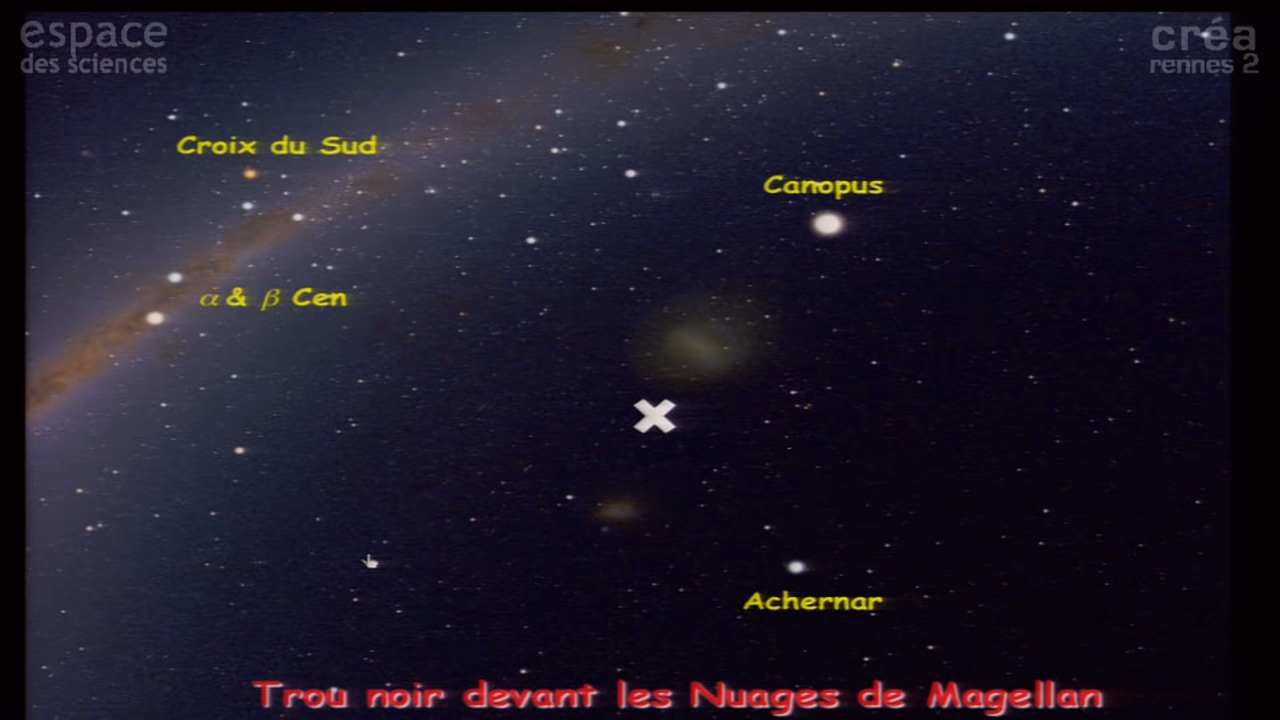 espace
des sciences
créa
rennes 2
Croix du Sud
Canopus
α & β Cen
Achernar
Trou noir devant les Nuages de Magellan